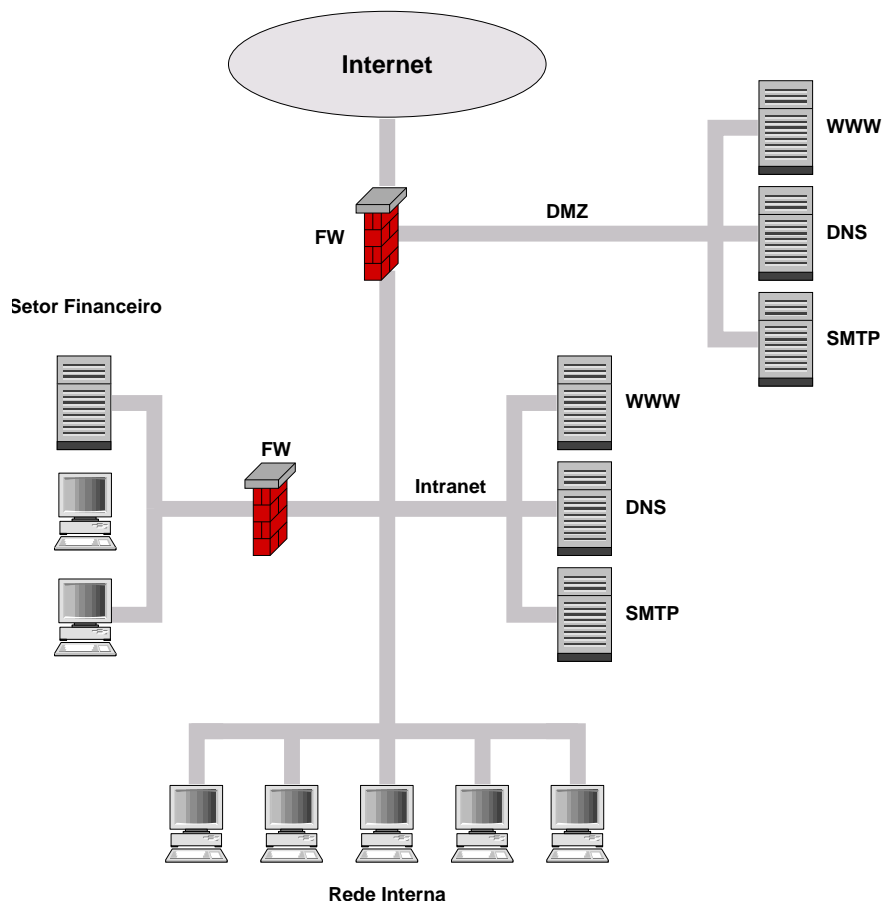 Internet
WWW
FW
DMZ
DNS
Setor Financeiro
SMTP
WWW
FW
Intranet
DNS
SMTP
Rede Interna